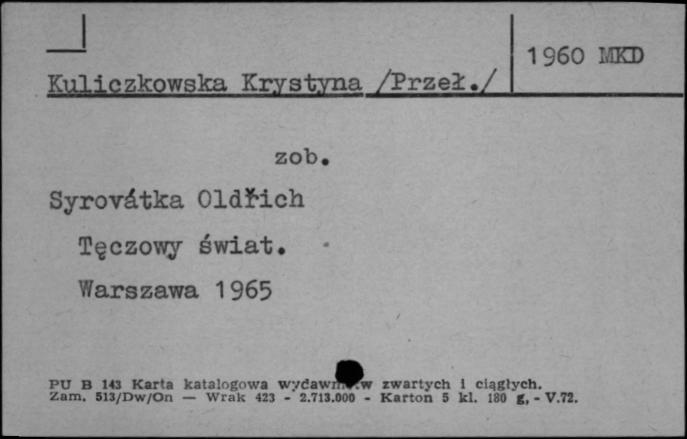 1960 MKD
Kuliczkowska Krystyna /Przeł./
zob.
Syrovátka Oldřich
Tęczowy świat.
Warszawa 1965
PU B 143 Karta katalogowa zwartych i ciągłych.
Zam. 513/Dw/On — Wrak 423 - 2.713.000 - Karton 5 kl. 180 g, - V.72.